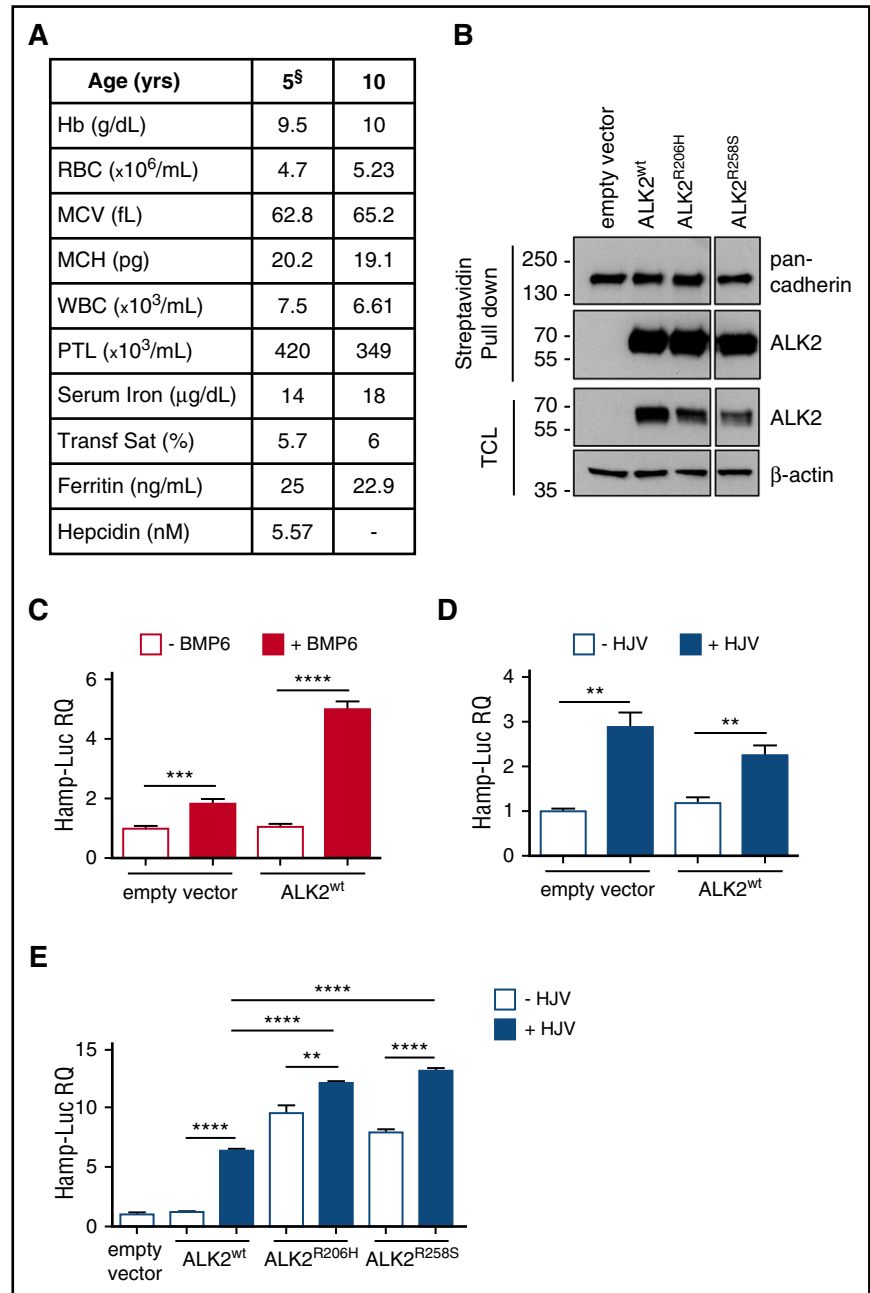 A
Age (yrs) 5§ 10
Hb (g/dL) 9.5 10
RBC (x10⁶/mL) 4.7 5.23
MCV (fL) 62.8 65.2
MCH (pg) 20.2 19.1
WBC (x10³/mL) 7.5 6.61
PTL (x10³/mL) 420 349
Serum Iron (μg/dL) 14 18
Transf Sat (%) 5.7 6
Ferritin (ng/mL) 25 22.9
Hepcidin (nM) 5.57 -
B
empty vector
ALK2ʷᵗ
ALK2ᴿ²⁰⁶ᴴ
ALK2ᴿ²⁵⁸ˢ
Streptavidin
Pull down
250 -
130 -
pan-
cadherin
70 -
55 -
ALK2
TCL
70 -
55 -
ALK2
35 -
β-actin
C
- BMP6 + BMP6
Hamp-Luc RQ
6
4
2
0
***
****
empty vector ALK2ʷᵗ
D
- HJV + HJV
Hamp-Luc RQ
4
3
2
1
0
**
**
empty vector ALK2ʷᵗ
E
- HJV
+ HJV
Hamp-Luc RQ
15
10
5
0
****
****
****
**
****
empty
vector
ALK2ʷᵗ
ALK2ᴿ²⁰⁶ᴴ
ALK2ᴿ²⁵⁸ˢ